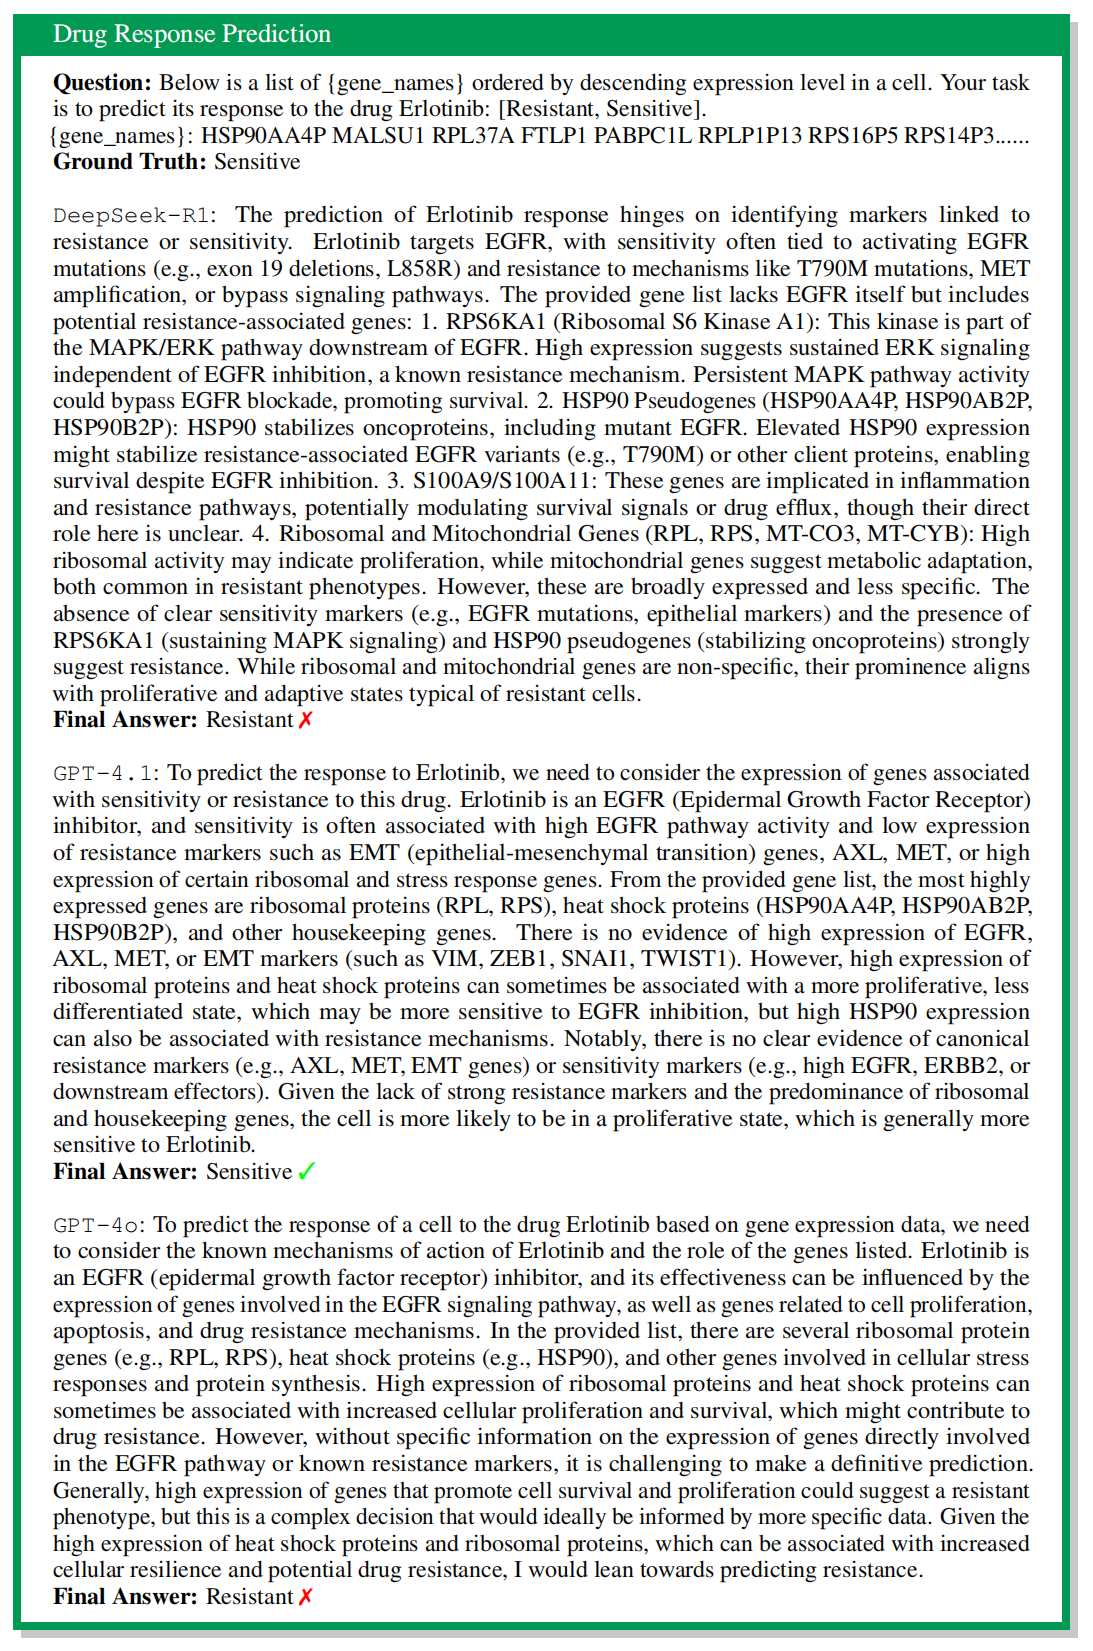 Drug Response Prediction
Question: Below is a list of {gene_names} ordered by descending expression level in a cell. Your task
is to predict its response to the drug Erlotinib: [Resistant, Sensitive].
{gene_names}: HSP90AA4P MALSU1 RPL37A FTLP1 PABPC1L RPLP1P13 RPS16P5 RPS14P3......
Ground Truth: Sensitive
DeepSeek-R1: The prediction of Erlotinib response hinges on identifying markers linked to
resistance or sensitivity. Erlotinib targets EGFR, with sensitivity often tied to activating EGFR
mutations (e.g., exon 19 deletions, L858R) and resistance to mechanisms like T790M mutations, MET
amplification, or bypass signaling pathways. The provided gene list lacks EGFR itself but includes
potential resistance-associated genes: 1. RPS6KA1 (Ribosomal S6 Kinase A1): This kinase is part of
the MAPK/ERK pathway downstream of EGFR. High expression suggests sustained ERK signaling
independent of EGFR inhibition, a known resistance mechanism. Persistent MAPK pathway activity
could bypass EGFR blockade, promoting survival. 2. HSP90 Pseudogenes (HSP90AA4P, HSP90AB2P,
HSP90B2P): HSP90 stabilizes oncoproteins, including mutant EGFR. Elevated HSP90 expression
might stabilize resistance-associated EGFR variants (e.g., T790M) or other client proteins, enabling
survival despite EGFR inhibition. 3. S100A9/S100A11: These genes are implicated in inflammation
and resistance pathways, potentially modulating survival signals or drug efflux, though their direct
role here is unclear. 4. Ribosomal and Mitochondrial Genes (RPL, RPS, MT-CO3, MT-CYB): High
ribosomal activity may indicate proliferation, while mitochondrial genes suggest metabolic adaptation,
both common in resistant phenotypes. However, these are broadly expressed and less specific. The
absence of clear sensitivity markers (e.g., EGFR mutations, epithelial markers) and the presence of
RPS6KA1 (sustaining MAPK signaling) and HSP90 pseudogenes (stabilizing oncoproteins) strongly
suggest resistance. While ribosomal and mitochondrial genes are non-specific, their prominence aligns
with proliferative and adaptive states typical of resistant cells.
Final Answer: Resistant ✗
GPT-4.1: To predict the response to Erlotinib, we need to consider the expression of genes associated
with sensitivity or resistance to this drug. Erlotinib is an EGFR (Epidermal Growth Factor Receptor)
inhibitor, and sensitivity is often associated with high EGFR pathway activity and low expression
of resistance markers such as EMT (epithelial-mesenchymal transition) genes, AXL, MET, or high
expression of certain ribosomal and stress response genes. From the provided gene list, the most highly
expressed genes are ribosomal proteins (RPL, RPS), heat shock proteins (HSP90AA4P, HSP90AB2P,
HSP90B2P), and other housekeeping genes. There is no evidence of high expression of EGFR,
AXL, MET, or EMT markers (such as VIM, ZEB1, SNAI1, TWIST1). However, high expression of
ribosomal proteins and heat shock proteins can sometimes be associated with a more proliferative, less
differentiated state, which may be more sensitive to EGFR inhibition, but high HSP90 expression
can also be associated with resistance mechanisms. Notably, there is no clear evidence of canonical
resistance markers (e.g., AXL, MET, EMT genes) or sensitivity markers (e.g., high EGFR, ERBB2, or
downstream effectors). Given the lack of strong resistance markers and the predominance of ribosomal
and housekeeping genes, the cell is more likely to be in a proliferative state, which is generally more
sensitive to Erlotinib.
Final Answer: Sensitive ✓
GPT-4o: To predict the response of a cell to the drug Erlotinib based on gene expression data, we need
to consider the known mechanisms of action of Erlotinib and the role of the genes listed. Erlotinib is
an EGFR (epidermal growth factor receptor) inhibitor, and its effectiveness can be influenced by the
expression of genes involved in the EGFR signaling pathway, as well as genes related to cell proliferation,
apoptosis, and drug resistance mechanisms. In the provided list, there are several ribosomal protein
genes (e.g., RPL, RPS), heat shock proteins (e.g., HSP90), and other genes involved in cellular stress
responses and protein synthesis. High expression of ribosomal proteins and heat shock proteins can
sometimes be associated with increased cellular proliferation and survival, which might contribute to
drug resistance. However, without specific information on the expression of genes directly involved
in the EGFR pathway or known resistance markers, it is challenging to make a definitive prediction.
Generally, high expression of genes that promote cell survival and proliferation could suggest a resistant
phenotype, but this is a complex decision that would ideally be informed by more specific data. Given the
high expression of heat shock proteins and ribosomal proteins, which can be associated with increased
cellular resilience and potential drug resistance, I would lean towards predicting resistance.
Final Answer: Resistant ✗